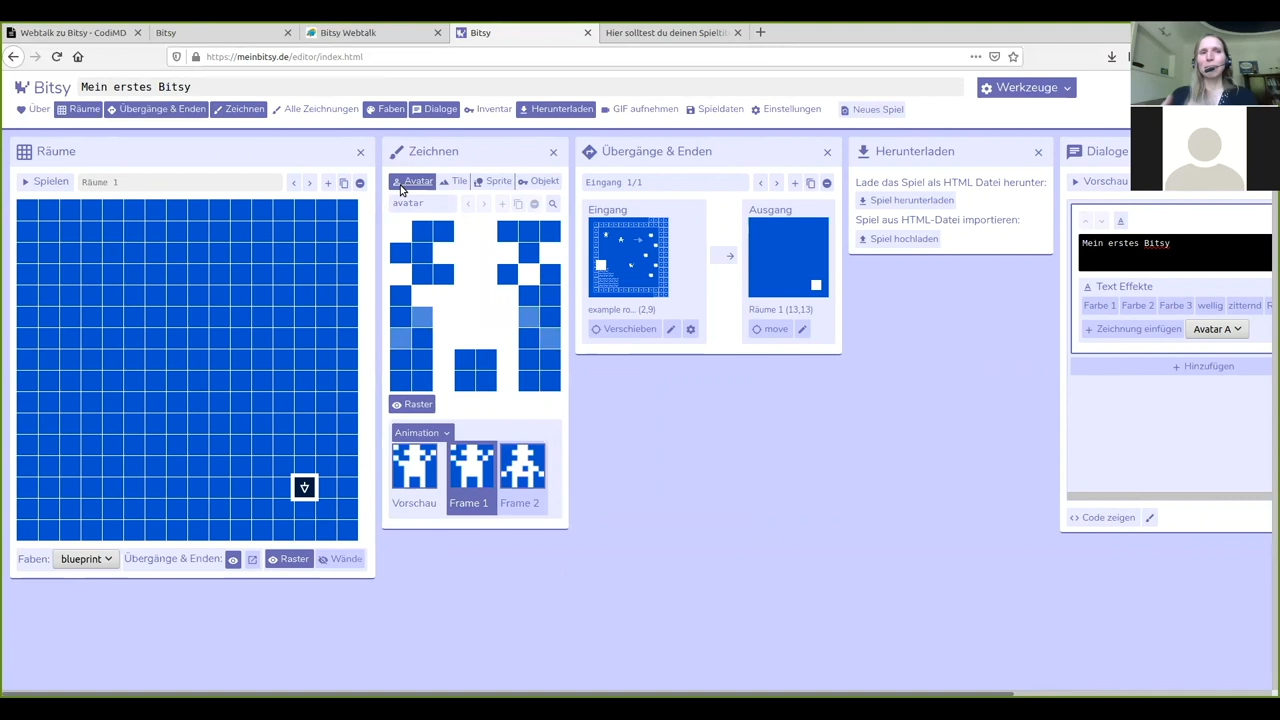 Webtalk zu Bitsy - CodiMD
Bitsy
Bitsy Webtalk
Bitsy
Hier solltest du deinen Spieltit
https://meinbitsy.de/editor/index.html
Bitsy
Mein erstes Bitsy
Werkzeuge
Über
Räume
Übergänge & Enden
Zeichnen
Alle Zeichnungen
Faben
Dialoge
Inventar
Herunterladen
GIF aufnehmen
Spieldaten
Einstellungen
Neues Spiel
Räume
Spielen
Räume 1
Faben:
blueprint
Übergänge & Enden:
Raster
Wände
Zeichnen
Avatar
Tile
Sprite
Objekt
avatar
Raster
Animation
Vorschau
Frame 1
Frame 2
Übergänge & Enden
Eingang 1/1
Eingang
example ro... (2,9)
Verschieben
Ausgang
Räume 1 (13,13)
move
Herunterladen
Lade das Spiel als HTML Datei herunter:
Spiel herunterladen
Spiel aus HTML-Datei importieren:
Spiel hochladen
Dialoge
Vorschau
Mein erstes Bitsy
Text Effekte
Farbe 1
Farbe 2
Farbe 3
wellig
zitternd
Zeichnung einfügen
Avatar A
Hinzufügen
Code zeigen